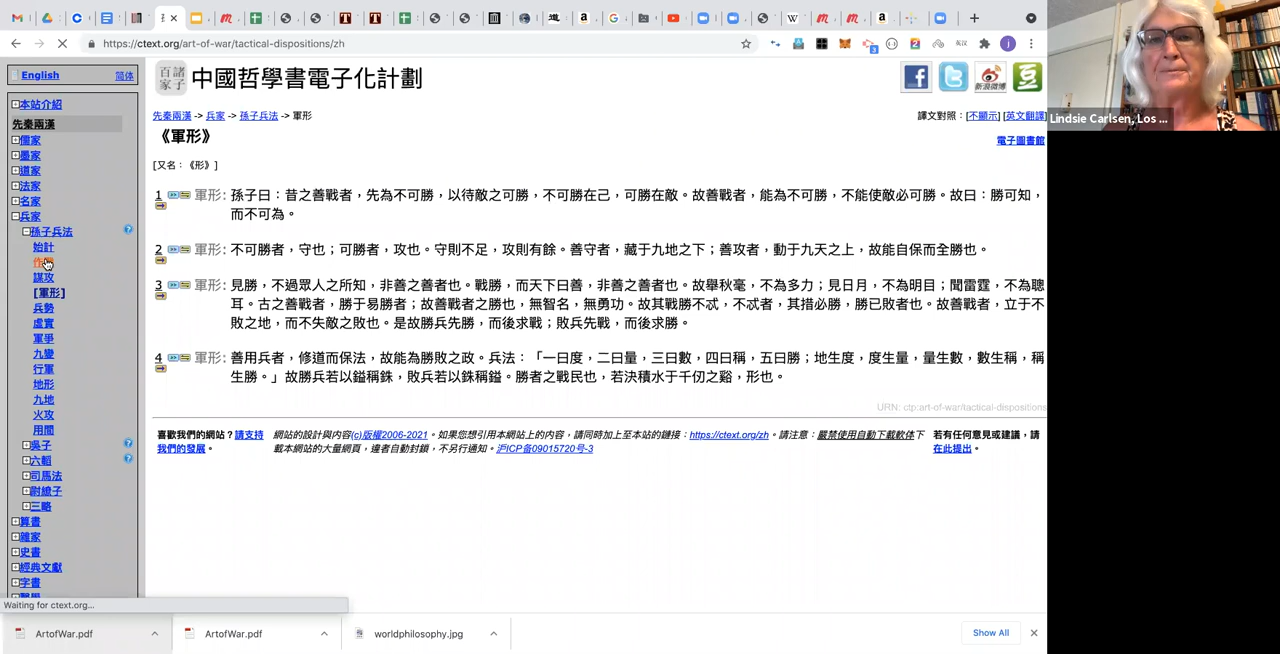 https://ctext.org/art-of-war/tactical-dispositions/zh
English
简体
諸子百家
中國哲學書電子化計劃
本站介紹
先秦兩漢
儒家
墨家
道家
法家
名家
兵家
孫子兵法
始計
謀攻
[軍形]
兵勢
虛實
軍爭
九變
行軍
地形
九地
火攻
用間
吳子
六韜
司馬法
尉繚子
三略
算書
雜家
史書
經典文獻
字書
先秦兩漢 -> 兵家 -> 孫子兵法 -> 軍形
譯文對照：[不顯示] [英文翻譯]
《軍形》
電子圖書館
[又名：《形》]
1 軍形: 孫子曰：昔之善戰者，先為不可勝，以待敵之可勝，不可勝在己，可勝在敵。故善戰者，能為不可勝，不能使敵必可勝。故曰：勝可知，
而不可為。
2 軍形: 不可勝者，守也；可勝者，攻也。守則不足，攻則有餘。善守者，藏于九地之下；善攻者，動于九天之上，故能自保而全勝也。
3 軍形: 見勝，不過眾人之所知，非善之善者也。戰勝，而天下曰善，非善之善者也。故舉秋毫，不為多力；見日月，不為明目；聞雷霆，不為聰
耳。古之善戰者，勝于易勝者；故善戰者之勝也，無智名，無勇功。故其戰勝不忒，不忒者，其措必勝，勝已敗者也。故善戰者，立于不
敗之地，而不失敵之敗也。是故勝兵先勝，而後求戰；敗兵先戰，而後求勝。
4 軍形: 善用兵者，修道而保法，故能為勝敗之政。兵法：「一曰度，二曰量，三曰數，四曰稱，五曰勝；地生度，度生量，量生數，數生稱，稱
生勝。」故勝兵若以鎰稱銖，敗兵若以銖稱鎰。勝者之戰民也，若決積水于千仞之谿，形也。
URN: ctp:art-of-war/tactical-dispositions
喜歡我們的網站？請支持
我們的發展。
網站的設計與內容(c)版權2006-2021。如果您想引用本網站上的內容，請同時加上至本站的鏈接：https://ctext.org/zh。請注意：嚴禁使用自動下載軟体下
載本網站的大量網頁，違者自動封鎖，不另行通知。沪ICP备09015720号-3
若有任何意見或建議，請
在此提出。
Waiting for ctext.org...
ArtofWar.pdf
ArtofWar.pdf
worldphilosophy.jpg
Show All
Lindsie Carlsen, Los ...